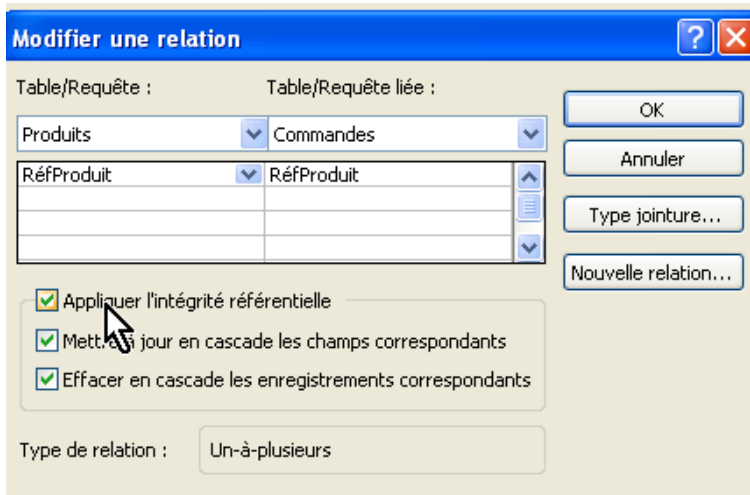 Modifier une relation
Table/Requête : Table/Requête liée :
OK
Produits Commandes
Annuler
RéfProduit RéfProduit
Type jointure...
Nouvelle relation...
Appliquer l'intégrité référentielle
jour en cascade les champs correspondants
Effacer en cascade les enregistrements correspondants
Type de relation : Un-à-plusieurs